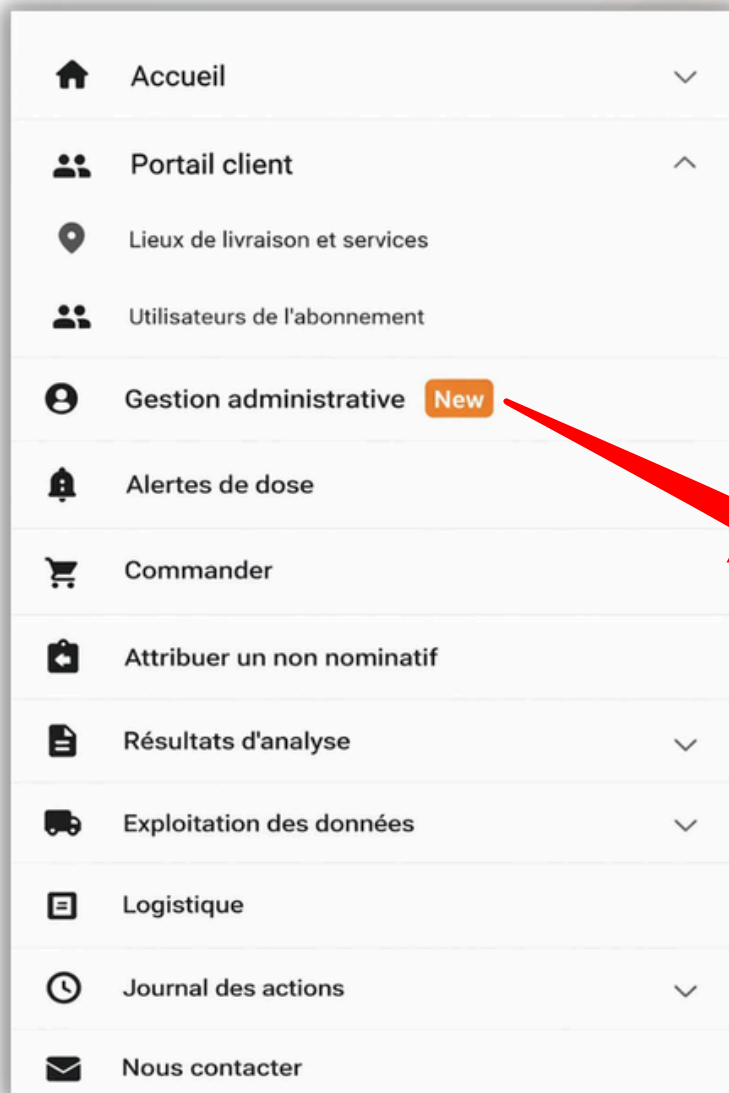 Accueil
Portail client
Lieux de livraison et services
Utilisateurs de l'abonnement
Gestion administrative New
Alertes de dose
Commander
Attribuer un non nominatif
Résultats d'analyse
Exploitation des données
Logistique
Journal des actions
Nous contacter